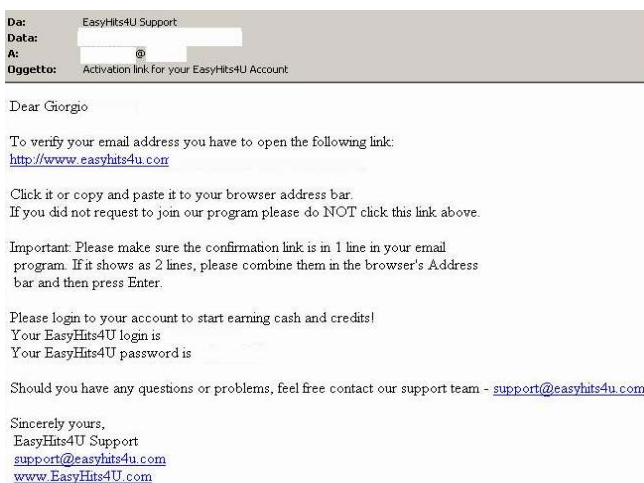 Da: EasyHits4U Support
Data:
A: @
Oggetto: Activation link for your EasyHits4U Account
Dear Giorgio
To verify your email address you have to open the following link:
http://www.easyhits4u.com
Click it or copy and paste it to your browser address bar.
If you did not request to join our program please do NOT click this link above.
Important: Please make sure the confirmation link is in 1 line in your email
program. If it shows as 2 lines, please combine them in the browser's Address
bar and then press Enter.
Please login to your account to start earning cash and credits!
Your EasyHits4U login is
Your EasyHits4U password is
Should you have any questions or problems, feel free contact our support team - support@easyhits4u.com
Sincerely yours,
EasyHits4U Support
support@easyhits4u.com
www.EasyHits4U.com